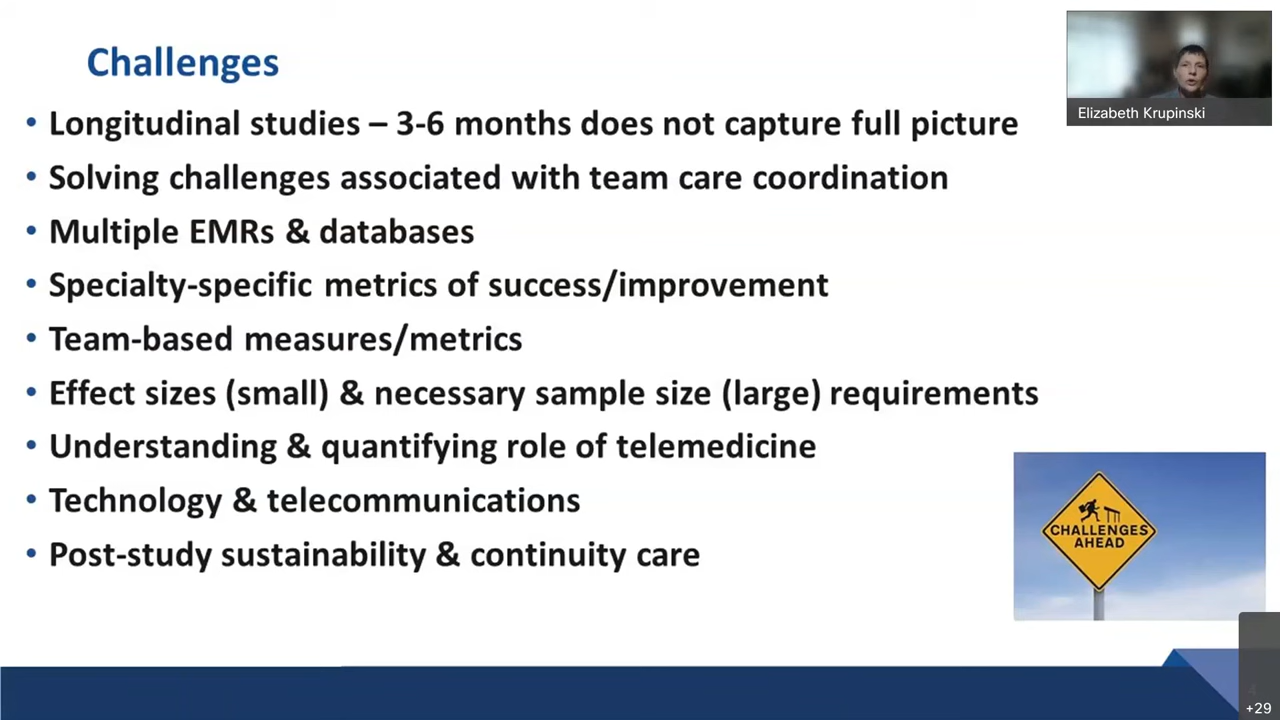 Challenges
Elizabeth Krupinski
• Longitudinal studies – 3-6 months does not capture full picture
• Solving challenges associated with team care coordination
• Multiple EMRs & databases
• Specialty-specific metrics of success/improvement
• Team-based measures/metrics
• Effect sizes (small) & necessary sample size (large) requirements
• Understanding & quantifying role of telemedicine
• Technology & telecommunications
• Post-study sustainability & continuity care
CHALLENGES
AHEAD
4
+29